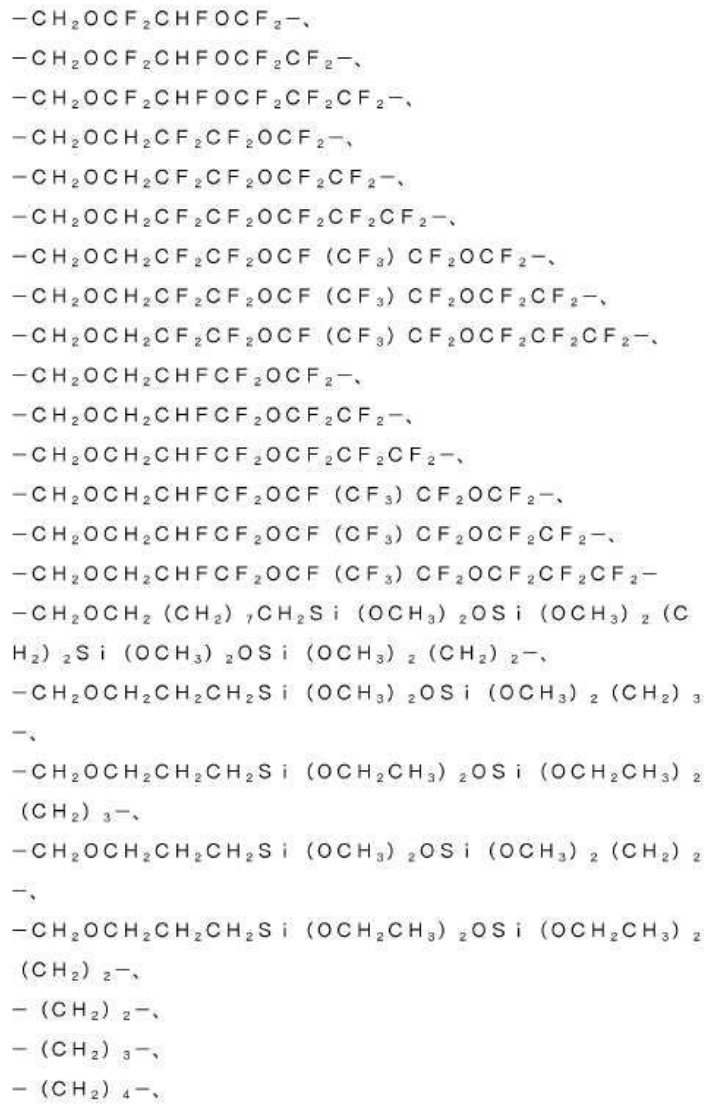 −CH₂OCF₂CHFOCF₂−、
−CH₂OCF₂CHFOCF₂CF₂−、
−CH₂OCF₂CHFOCF₂CF₂CF₂−、
−CH₂OCH₂CF₂CF₂OCF₂−、
−CH₂OCH₂CF₂CF₂OCF₂CF₂−、
−CH₂OCH₂CF₂CF₂OCF₂CF₂CF₂−、
−CH₂OCH₂CF₂CF₂OCF（CF₃）CF₂OCF₂−、
−CH₂OCH₂CF₂CF₂OCF（CF₃）CF₂OCF₂CF₂−、
−CH₂OCH₂CF₂CF₂OCF（CF₃）CF₂OCF₂CF₂CF₂−、
−CH₂OCH₂CHFCF₂OCF₂−、
−CH₂OCH₂CHFCF₂OCF₂CF₂−、
−CH₂OCH₂CHFCF₂OCF₂CF₂CF₂−、
−CH₂OCH₂CHFCF₂OCF（CF₃）CF₂OCF₂−、
−CH₂OCH₂CHFCF₂OCF（CF₃）CF₂OCF₂CF₂−、
−CH₂OCH₂CHFCF₂OCF（CF₃）CF₂OCF₂CF₂CF₂−
−CH₂OCH₂（CH₂）₇CH₂Si（OCH₃）₂OSi（OCH₃）₂（C
H₂）₂Si（OCH₃）₂OSi（OCH₃）₂（CH₂）₂−、
−CH₂OCH₂CH₂CH₂Si（OCH₃）₂OSi（OCH₃）₂（CH₂）₃
−、
−CH₂OCH₂CH₂CH₂Si（OCH₂CH₃）₂OSi（OCH₂CH₃）₂
（CH₂）₃−、
−CH₂OCH₂CH₂CH₂Si（OCH₃）₂OSi（OCH₃）₂（CH₂）₂
−、
−CH₂OCH₂CH₂CH₂Si（OCH₂CH₃）₂OSi（OCH₂CH₃）₂
（CH₂）₂−、
−（CH₂）₂−、
−（CH₂）₃−、
−（CH₂）₄−、